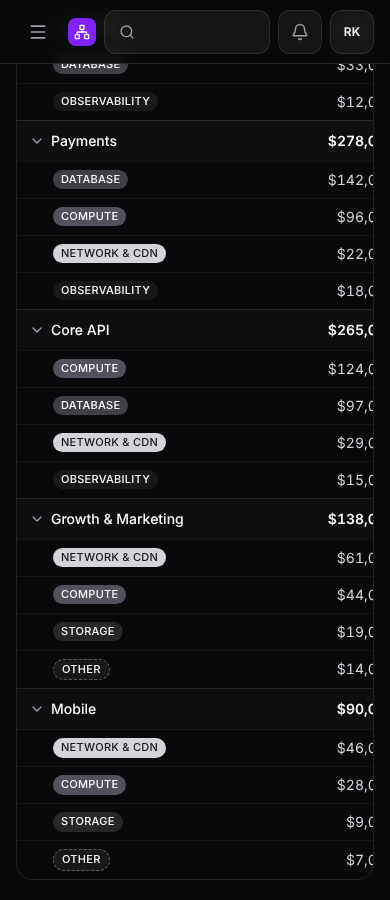 RK
DATABASE $33,0
OBSERVABILITY $12,0
Payments $278,0
DATABASE $142,0
COMPUTE $96,0
NETWORK & CDN $22,0
OBSERVABILITY $18,0
Core API $265,0
COMPUTE $124,0
DATABASE $97,0
NETWORK & CDN $29,0
OBSERVABILITY $15,0
Growth & Marketing $138,0
NETWORK & CDN $61,0
COMPUTE $44,0
STORAGE $19,0
OTHER $14,0
Mobile $90,0
NETWORK & CDN $46,0
COMPUTE $28,0
STORAGE $9,0
OTHER $7,0